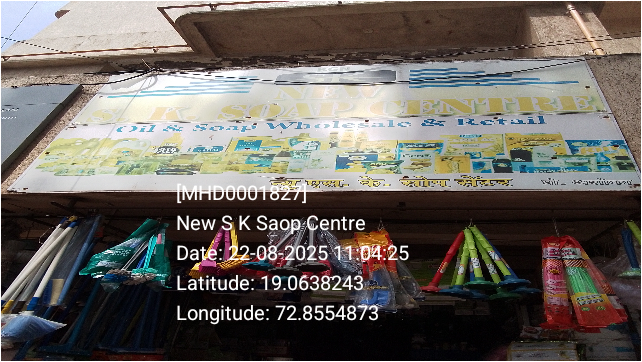 NEW
S. K. SOAP CENTRE
Oil & Soap Wholesale & Retail
[MHD0001827]
New S K Saop Centre
Date: 22-08-2025 11:04:25
Latitude: 19.0638243
Longitude: 72.8554873